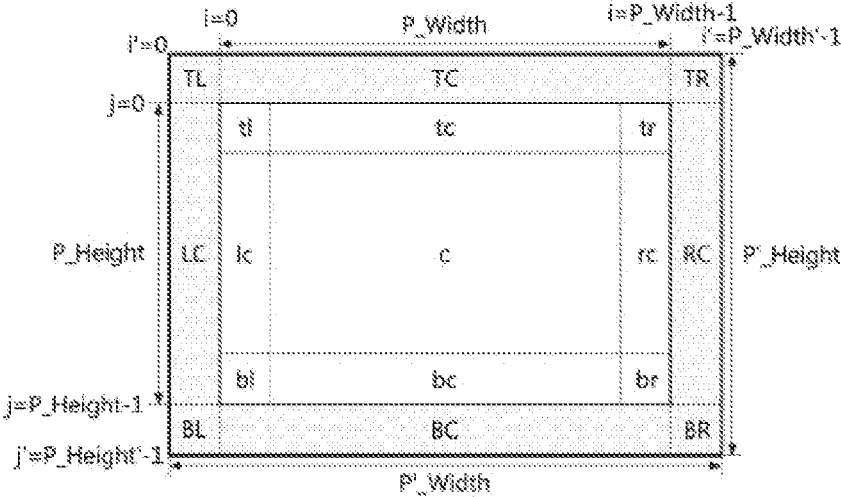 i=0
P_Width
i=P_Width-1
i'=0
i'=P_Width'-1
TL TC TR
j=0
tl tc tr
P_Height LC lc c rc RC P'_Height
bl bc br
j=P_Height-1
BL BC BR
j'=P_Height'-1
P'_Width